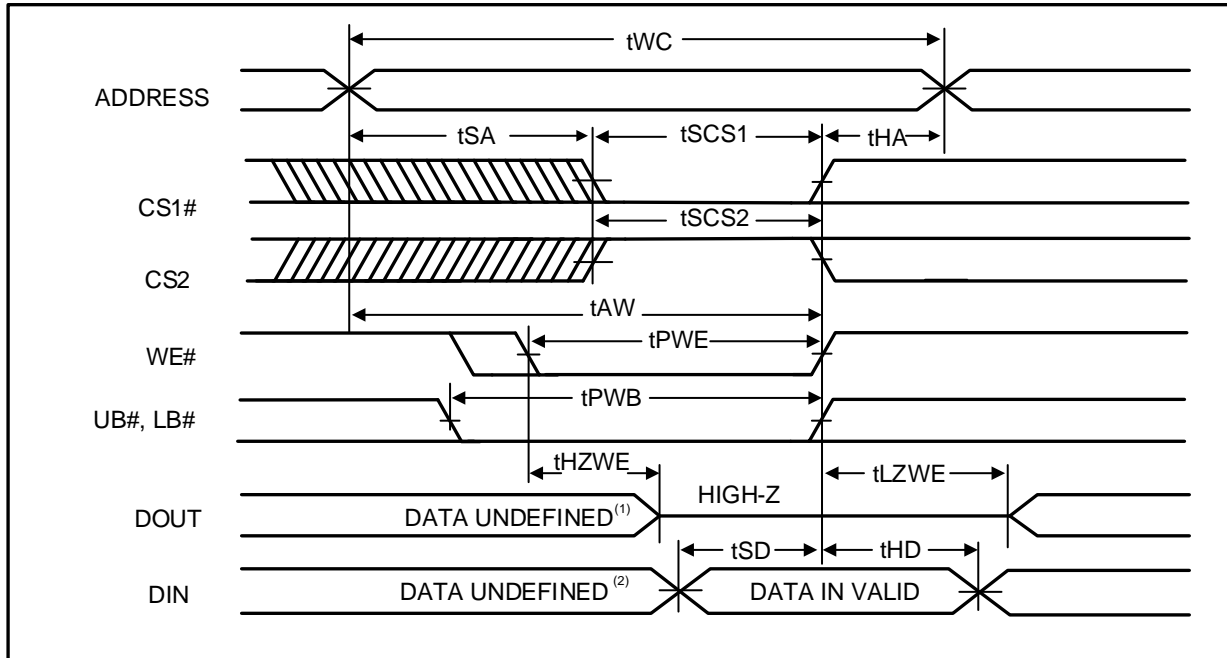 tWC
ADDRESS
tSA
tSCS1
tHA
CS1#
tSCS2
CS2
tAW
WE#
tPWE
tPWB
UB#, LB#
tHZWE
tLZWE
HIGH-Z
DOUT
DATA UNDEFINED(1)
tSD
tHD
DIN
DATA UNDEFINED (2)
DATA IN VALID